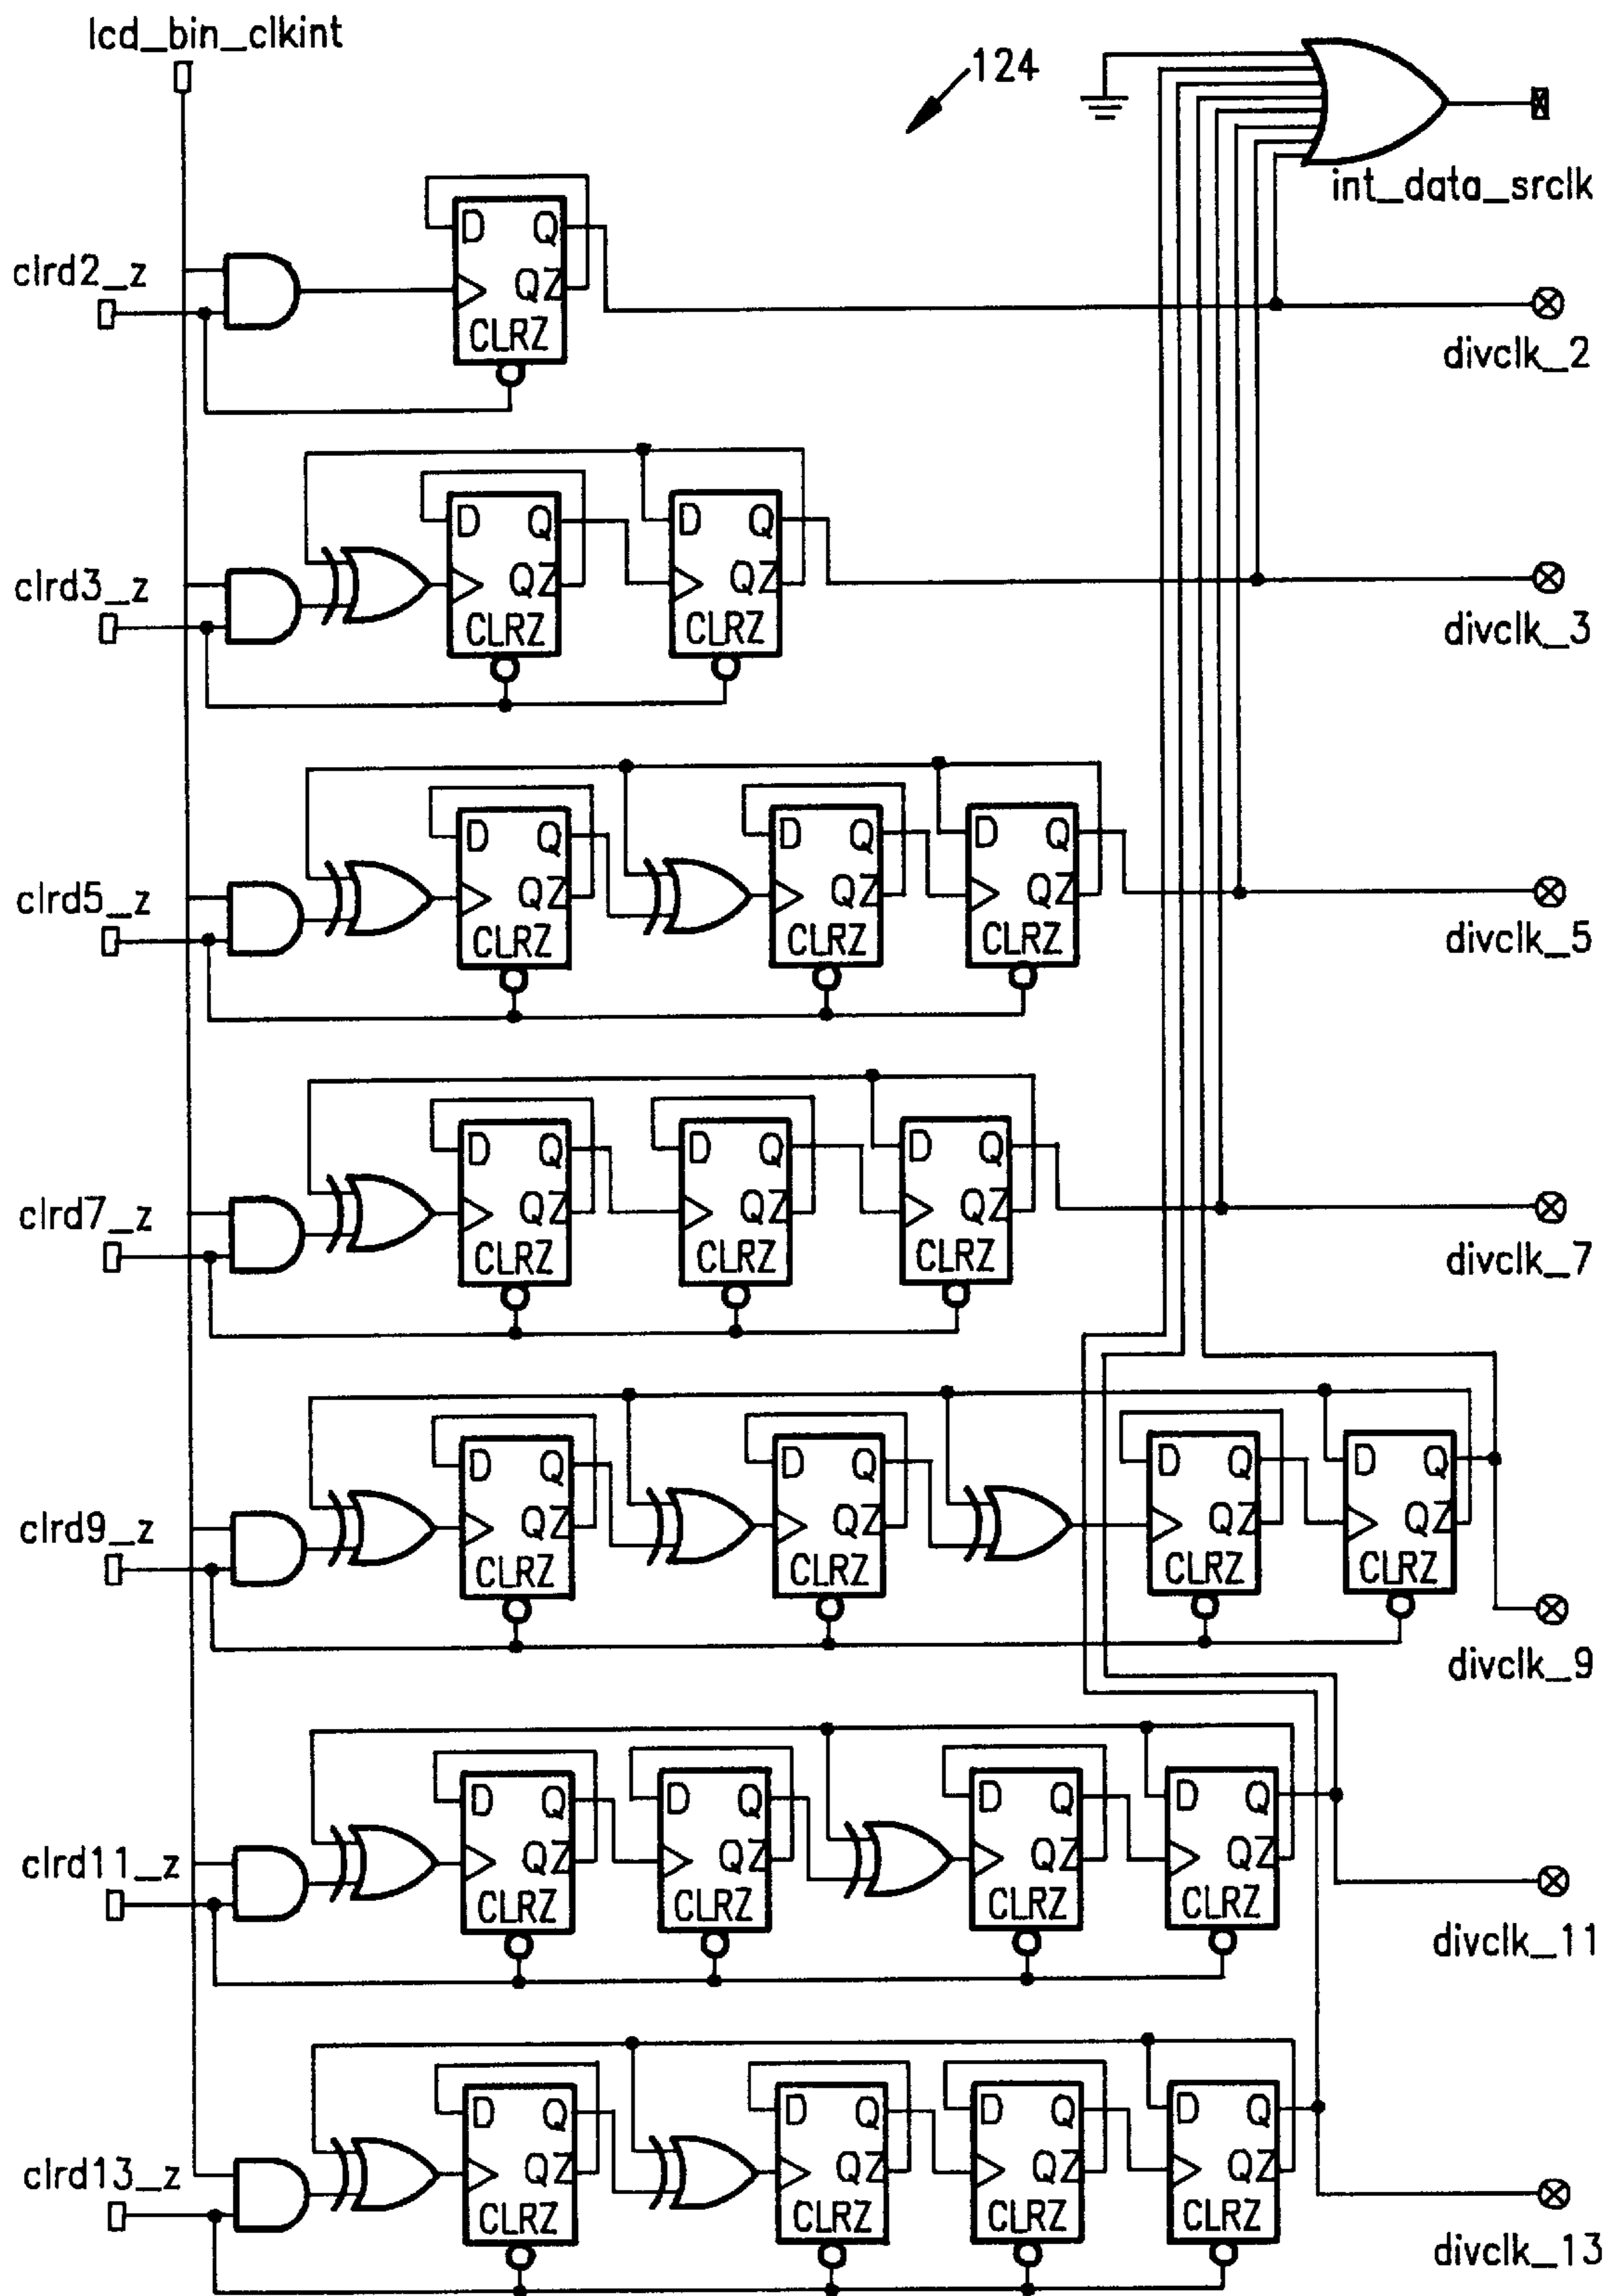 lcd_bin_clkint
124
int_data_srclk
D Q
clrd2_z
QZ
CLRZ
divclk_2
D Q D Q
clrd3_z
QZ QZ
CLRZ CLRZ
divclk_3
D Q D Q D Q
clrd5_z
QZ QZ QZ
CLRZ CLRZ CLRZ
divclk_5
D Q D Q D Q
clrd7_z
QZ QZ QZ
CLRZ CLRZ CLRZ
divclk_7
D Q D Q D Q D Q
clrd9_z
QZ QZ QZ QZ
CLRZ CLRZ CLRZ CLRZ
divclk_9
D Q D Q D Q D Q
clrd11_z
QZ QZ QZ QZ
CLRZ CLRZ CLRZ CLRZ
divclk_11
D Q D Q D Q D Q
clrd13_z
QZ QZ QZ QZ
CLRZ CLRZ CLRZ CLRZ
divclk_13